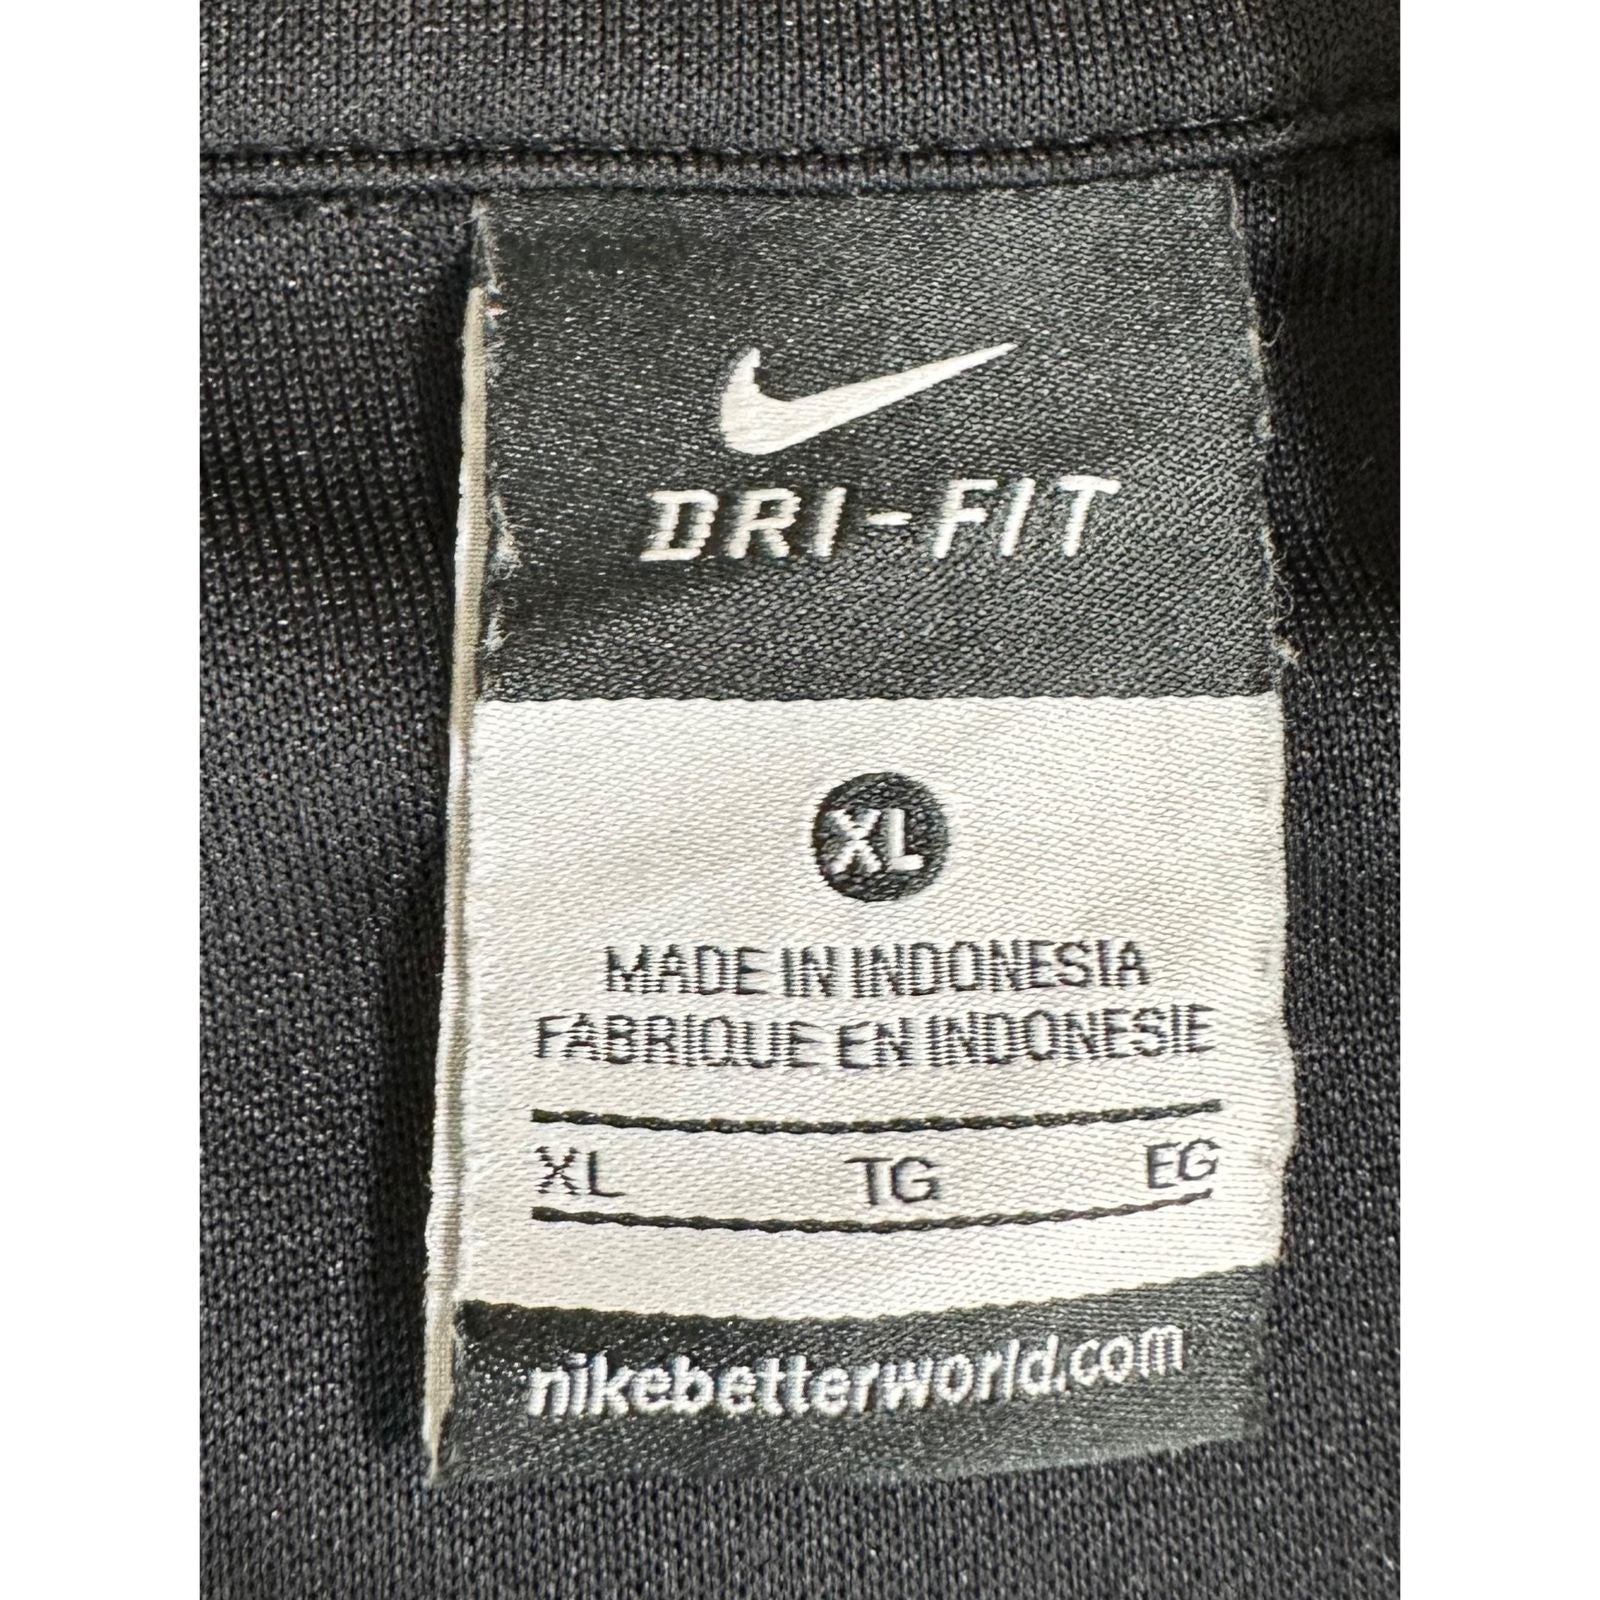 DRI-FIT
XL
MADE IN INDONESIA
FABRIQUE EN INDONESIE
XL TG EG
nikebetterworld.com